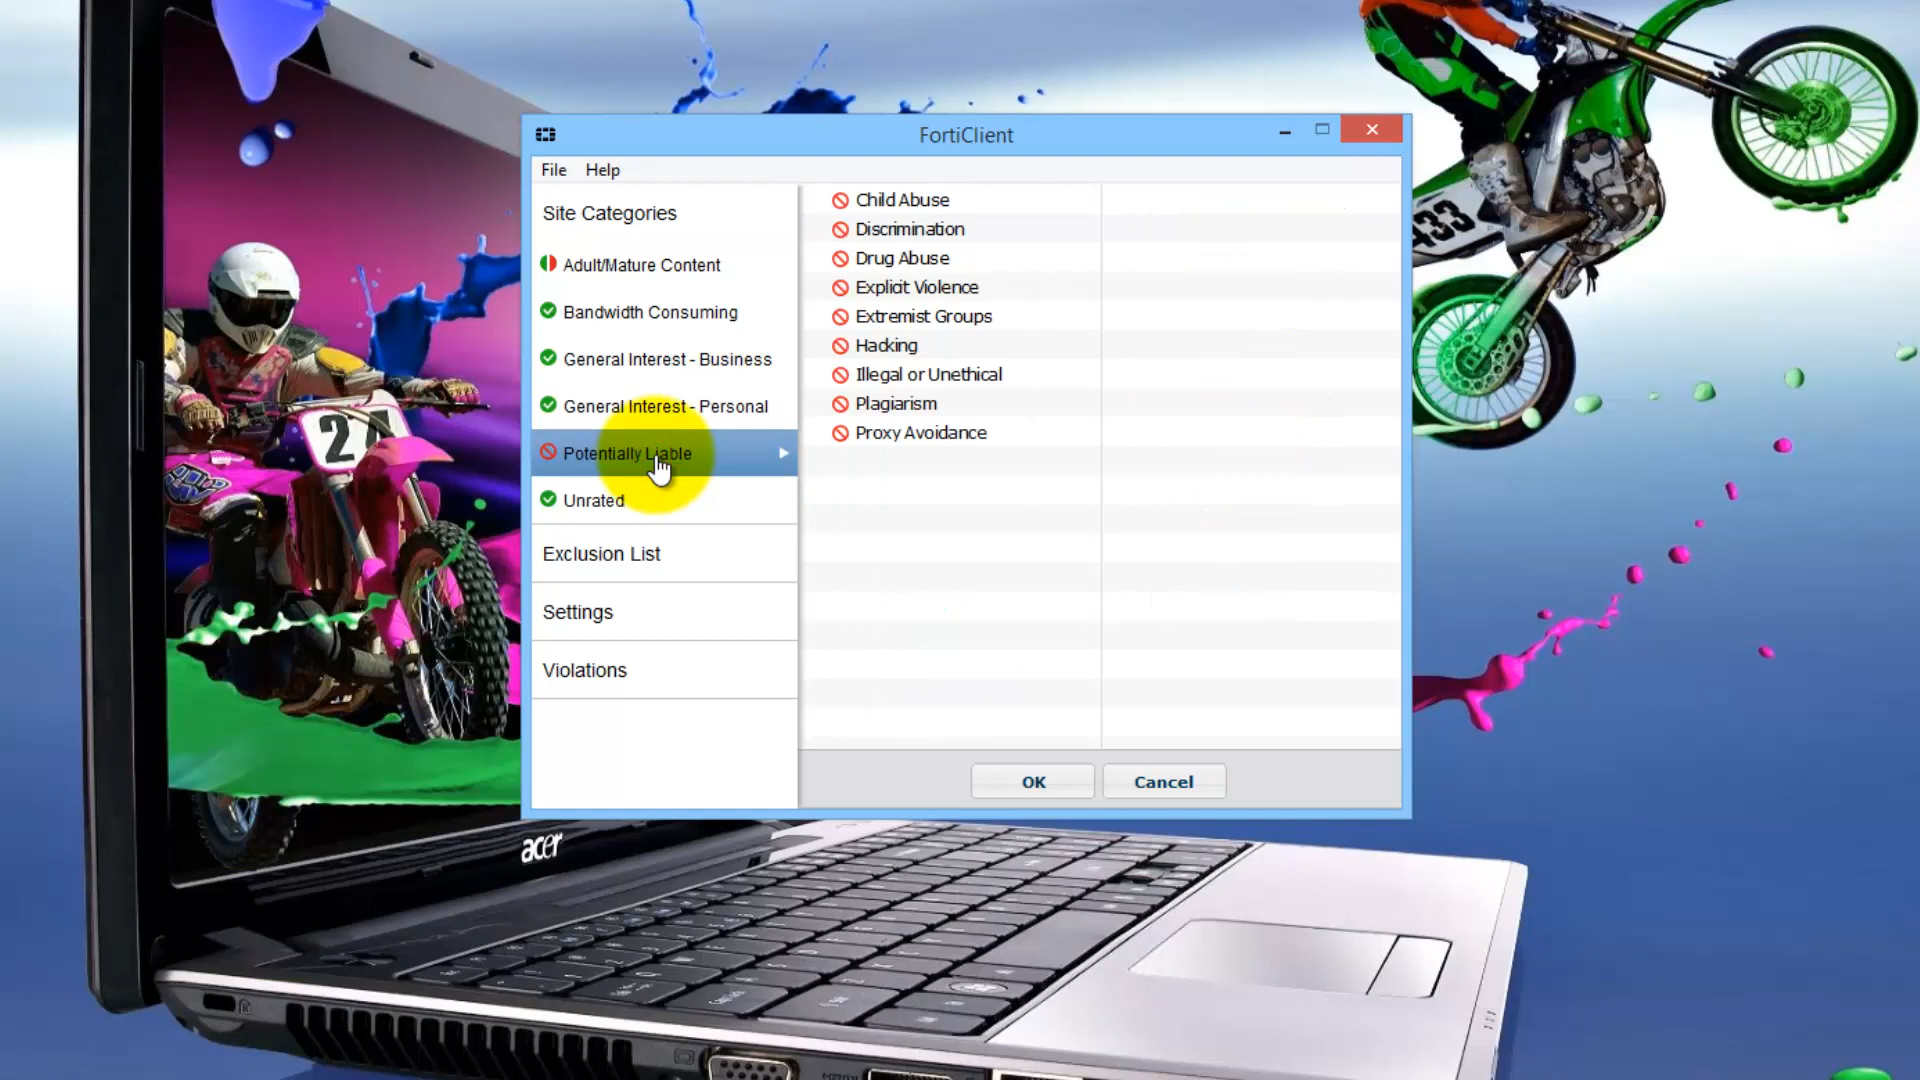 FortiClient
File Help
Site Categories
Adult/Mature Content
Bandwidth Consuming
General Interest - Business
General Interest - Personal
Potentially Liable
Unrated
Exclusion List
Settings
Violations
Child Abuse
Discrimination
Drug Abuse
Explicit Violence
Extremist Groups
Hacking
Illegal or Unethical
Plagiarism
Proxy Avoidance
OK Cancel
acer
433